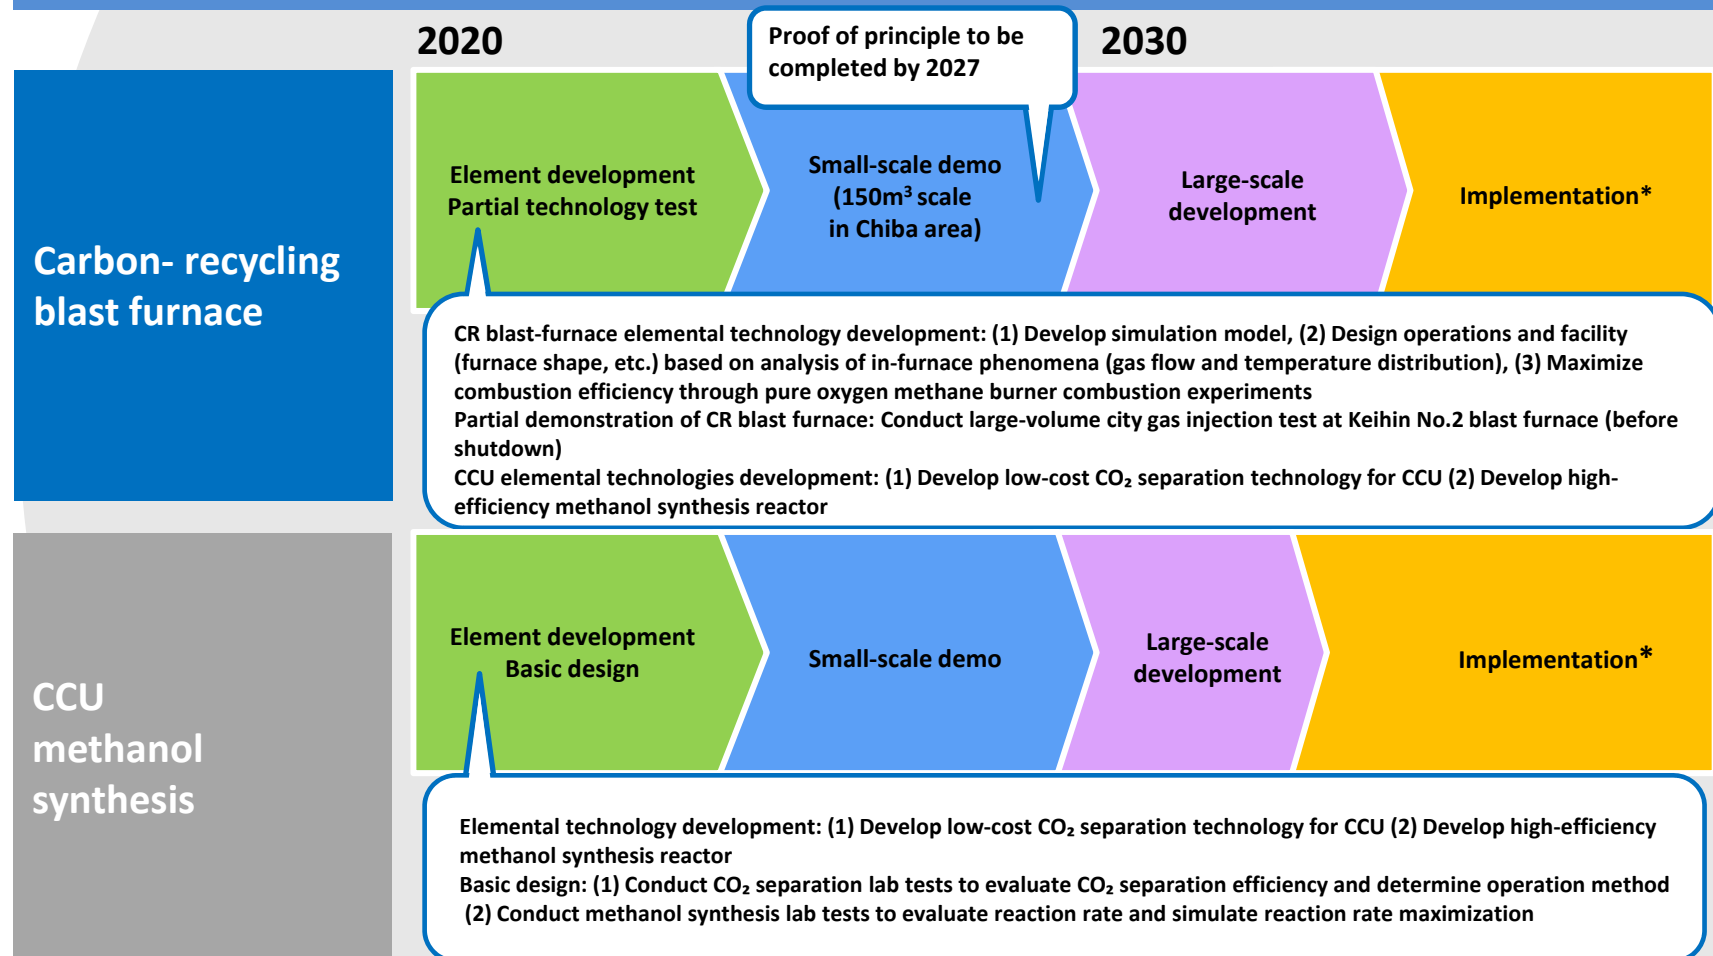 2020
Proof of principle to be
completed by 2027
2030
Carbon- recycling
blast furnace
Element development
Partial technology test
Small-scale demo
(150m³ scale
in Chiba area)
Large-scale
development
Implementation*
CR blast-furnace elemental technology development: (1) Develop simulation model, (2) Design operations and facility
(furnace shape, etc.) based on analysis of in-furnace phenomena (gas flow and temperature distribution), (3) Maximize
combustion efficiency through pure oxygen methane burner combustion experiments
Partial demonstration of CR blast furnace: Conduct large-volume city gas injection test at Keihin No.2 blast furnace (before
shutdown)
CCU elemental technologies development: (1) Develop low-cost CO₂ separation technology for CCU (2) Develop high-
efficiency methanol synthesis reactor
CCU
methanol
synthesis
Element development
Basic design
Small-scale demo
Large-scale
development
Implementation*
Elemental technology development: (1) Develop low-cost CO₂ separation technology for CCU (2) Develop high-efficiency
methanol synthesis reactor
Basic design: (1) Conduct CO₂ separation lab tests to evaluate CO₂ separation efficiency and determine operation method
(2) Conduct methanol synthesis lab tests to evaluate reaction rate and simulate reaction rate maximization